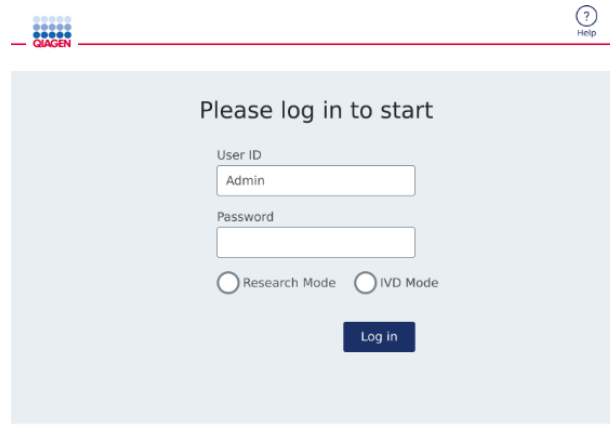 QIAGEN
?
Help
Please log in to start
User ID
Admin
Password
Research Mode IVD Mode
Log in